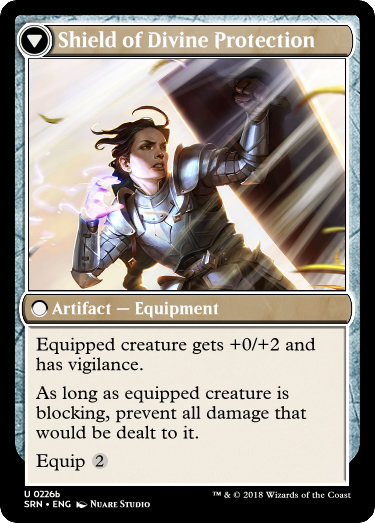 Shield of Divine Protection
Artifact — Equipment
Equipped creature gets +0/+2 and
has vigilance.
As long as equipped creature is
blocking, prevent all damage that
would be dealt to it.
Equip 2
U 0226b
SRN • ENG Nuare Studio
™ & © 2018 Wizards of the Coast